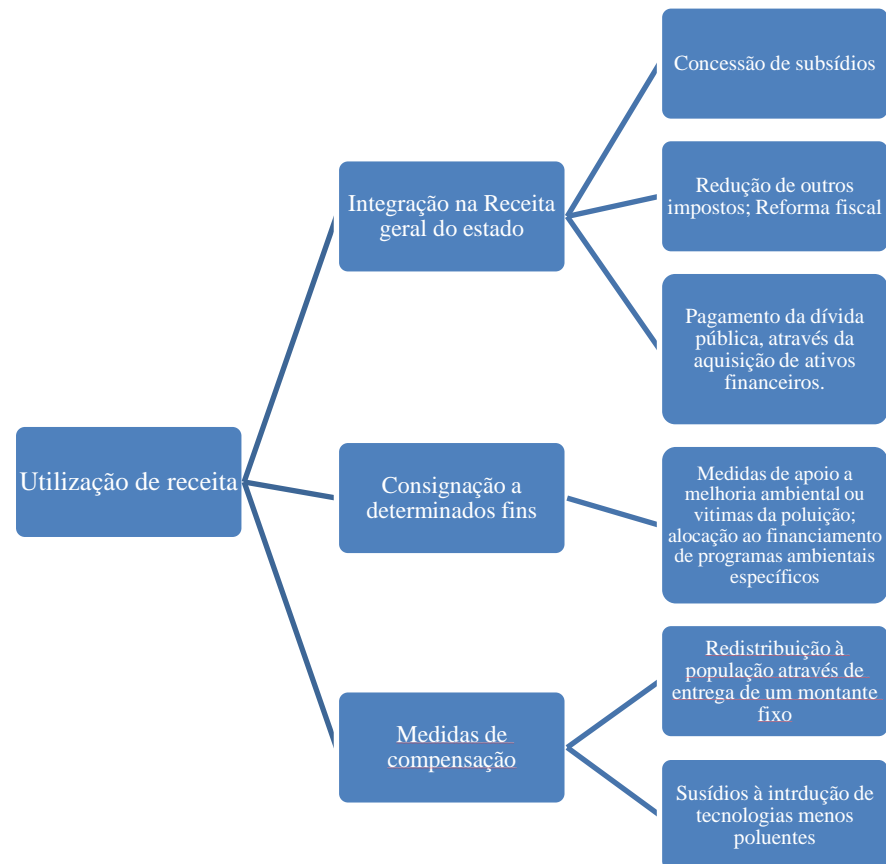 Utilização de receita
Integração na Receita
geral do estado
Concessão de subsídios
Redução de outros
impostos; Reforma fiscal
Pagamento da dívida
pública, através da
aquisição de ativos
financeiros.
Consignação a
determinados fins
Medidas de apoio a
melhoria ambiental ou
vitimas da poluição;
alocação ao financiamento
de programas ambientais
específicos
Medidas de
compensação
Redistribuição à
população através de
entrega de um montante
fixo
Susídios à intrdução de
tecnologias menos
poluentes